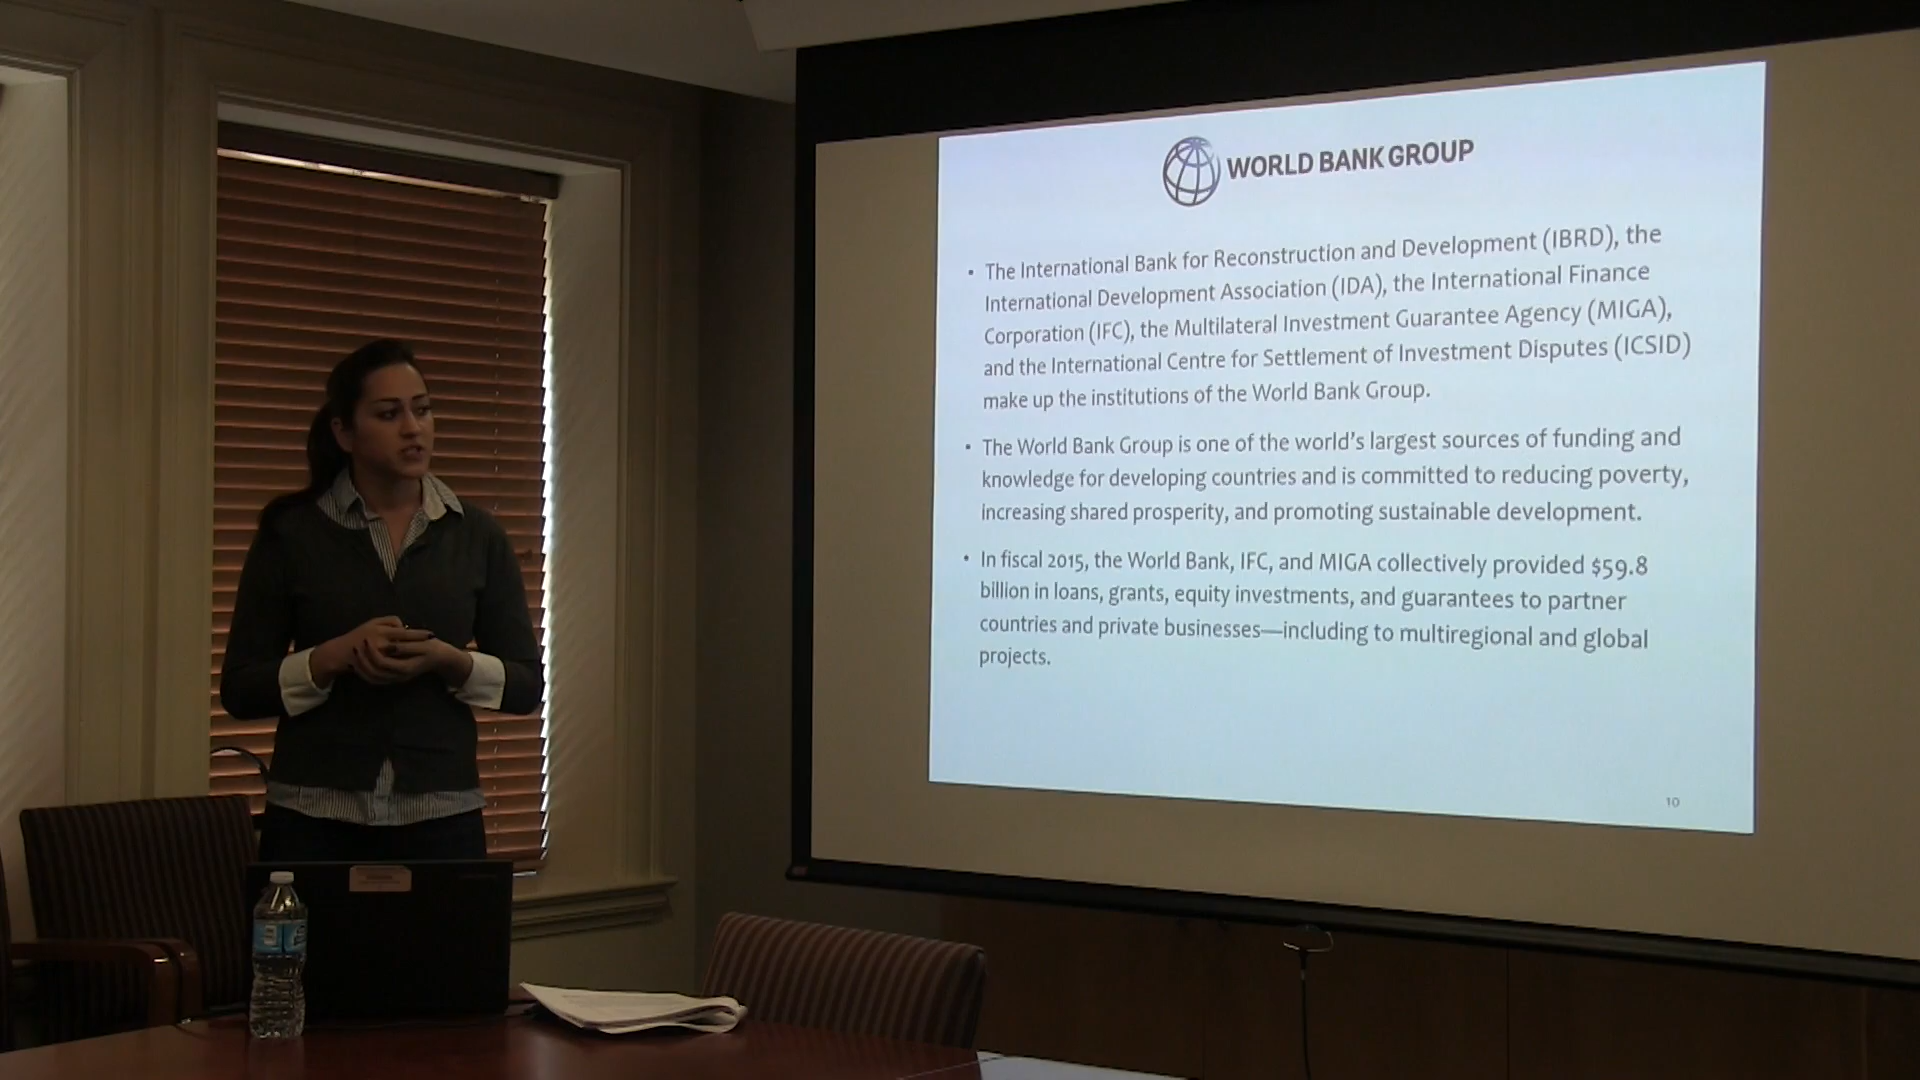 WORLD BANK GROUP
• The International Bank for Reconstruction and Development (IBRD), the
International Development Association (IDA), the International Finance
Corporation (IFC), the Multilateral Investment Guarantee Agency (MIGA),
and the International Centre for Settlement of Investment Disputes (ICSID)
make up the institutions of the World Bank Group.
• The World Bank Group is one of the world's largest sources of funding and
knowledge for developing countries and is committed to reducing poverty,
increasing shared prosperity, and promoting sustainable development.
• In fiscal 2015, the World Bank, IFC, and MIGA collectively provided $59.8
billion in loans, grants, equity investments, and guarantees to partner
countries and private businesses—including to multiregional and global
projects.
10